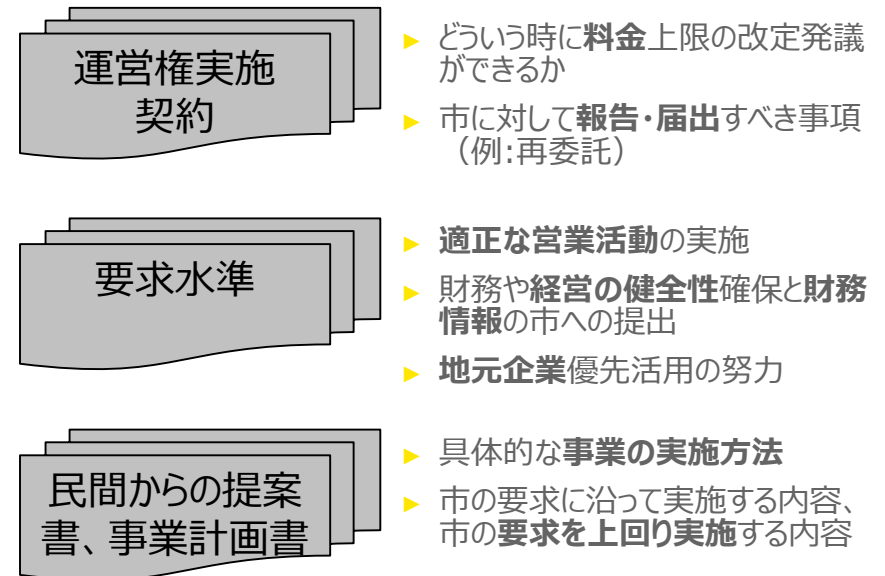 運営権実施
契約
► どういう時に料金上限の改定発議
ができるか
► 市に対して報告・届出すべき事項
（例:再委託）
要求水準
► 適正な営業活動の実施
► 財務や経営の健全性確保と財務
情報の市への提出
► 地元企業優先活用の努力
民間からの提案
書、事業計画書
► 具体的な事業の実施方法
► 市の要求に沿って実施する内容、
市の要求を上回り実施する内容